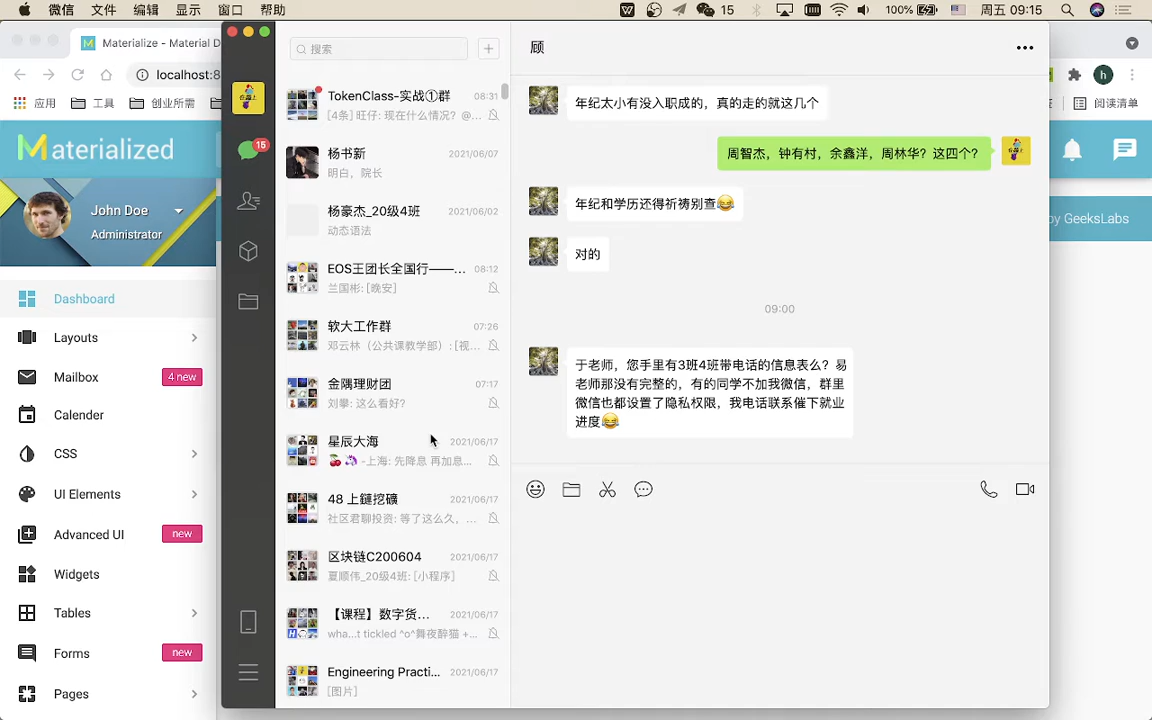 微信 文件 编辑 显示 窗口 帮助
15 100% 周五 09:15
Materialize - Material D
localhost:8
应用 工具 创业所需
阅读清单
h
Materialized
John Doe
Administrator
by GeeksLabs
Dashboard
Layouts
Mailbox 4 new
Calender
CSS
UI Elements
Advanced UI new
Widgets
Tables
Forms new
Pages
15
搜索
TokenClass-实战①群 08:31
[4条] 旺仔: 现在什么情况? @...
杨书新 2021/06/07
明白，院长
杨豪杰_20级4班 2021/06/02
动态语法
EOS王团长全国行——... 08:12
兰国彬: [晚安]
软大工作群 07:26
邓云林（公共课教学部）: [视...
金隅理财团 07:17
刘攀: 这么看好?
星辰大海 2021/06/17
🍒 🦄 -上海: 先降息 再加息...
48 上鏈挖礦 2021/06/17
社区君聊投资: 等了这么久，...
区块链C200604 2021/06/17
夏顺伟_20级4班: [小程序]
【课程】数字货... 2021/06/17
wha...t tickled ^o^舞夜醉猫 +...
Engineering Practi... 2021/06/17
[图片]
顾
年纪太小有没入职成的，真的走的就这几个
周智杰，钟有村，余鑫洋，周林华? 这四个?
年纪和学历还得祈祷别查😂
对的
09:00
于老师，您手里有3班4班带电话的信息表么? 易
老师那没有完整的，有的同学不加我微信，群里
微信也都设置了隐私权限，我电话联系催下就业
进度😂